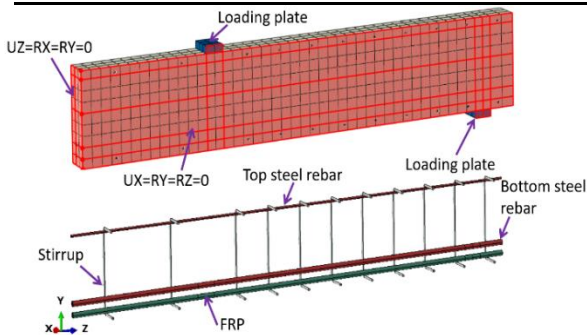 Loading plate
UZ=RX=RY=0
Loading plate
UX=RY=RZ=0
Top steel rebar
Bottom steel
rebar
Stirrup
FRP
Y
X
Z